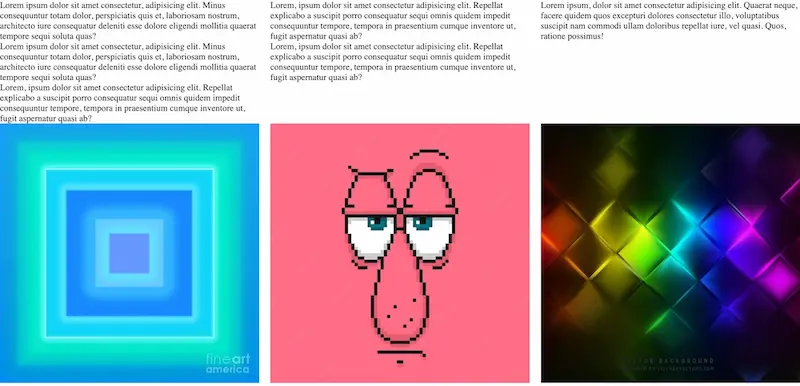 Lorem ipsum dolor sit amet consectetur, adipisicing elit. Minus
consequuntur totam dolor, perspiciatis quis et, laboriosam nostrum,
architecto iure consequatur deleniti esse dolore eligendi mollitia quaerat
tempore sequi soluta quas?
Lorem ipsum dolor sit amet consectetur, adipisicing elit. Minus
consequuntur totam dolor, perspiciatis quis et, laboriosam nostrum,
architecto iure consequatur deleniti esse dolore eligendi mollitia quaerat
tempore sequi soluta quas?
Lorem, ipsum dolor sit amet consectetur adipisicing elit. Repellat
explicabo a suscipit porro consequatur sequi omnis quidem impedit
consequuntur tempore, tempora in praesentium cumque inventore ut,
fugit aspernatur quasi ab?
Lorem, ipsum dolor sit amet consectetur adipisicing elit. Repellat
explicabo a suscipit porro consequatur sequi omnis quidem impedit
consequuntur tempore, tempora in praesentium cumque inventore ut,
fugit aspernatur quasi ab?
Lorem, ipsum dolor sit amet consectetur adipisicing elit. Repellat
explicabo a suscipit porro consequatur sequi omnis quidem impedit
consequuntur tempore, tempora in praesentium cumque inventore ut,
fugit aspernatur quasi ab?
Lorem ipsum, dolor sit amet consectetur adipisicing elit. Quaerat neque,
facere quidem quos excepturi dolores consectetur illo, voluptatibus
suscipit nam commodi ullam doloribus repellat iure, vel quasi. Quos,
ratione possimus!
fineart
america
BACKGROUND